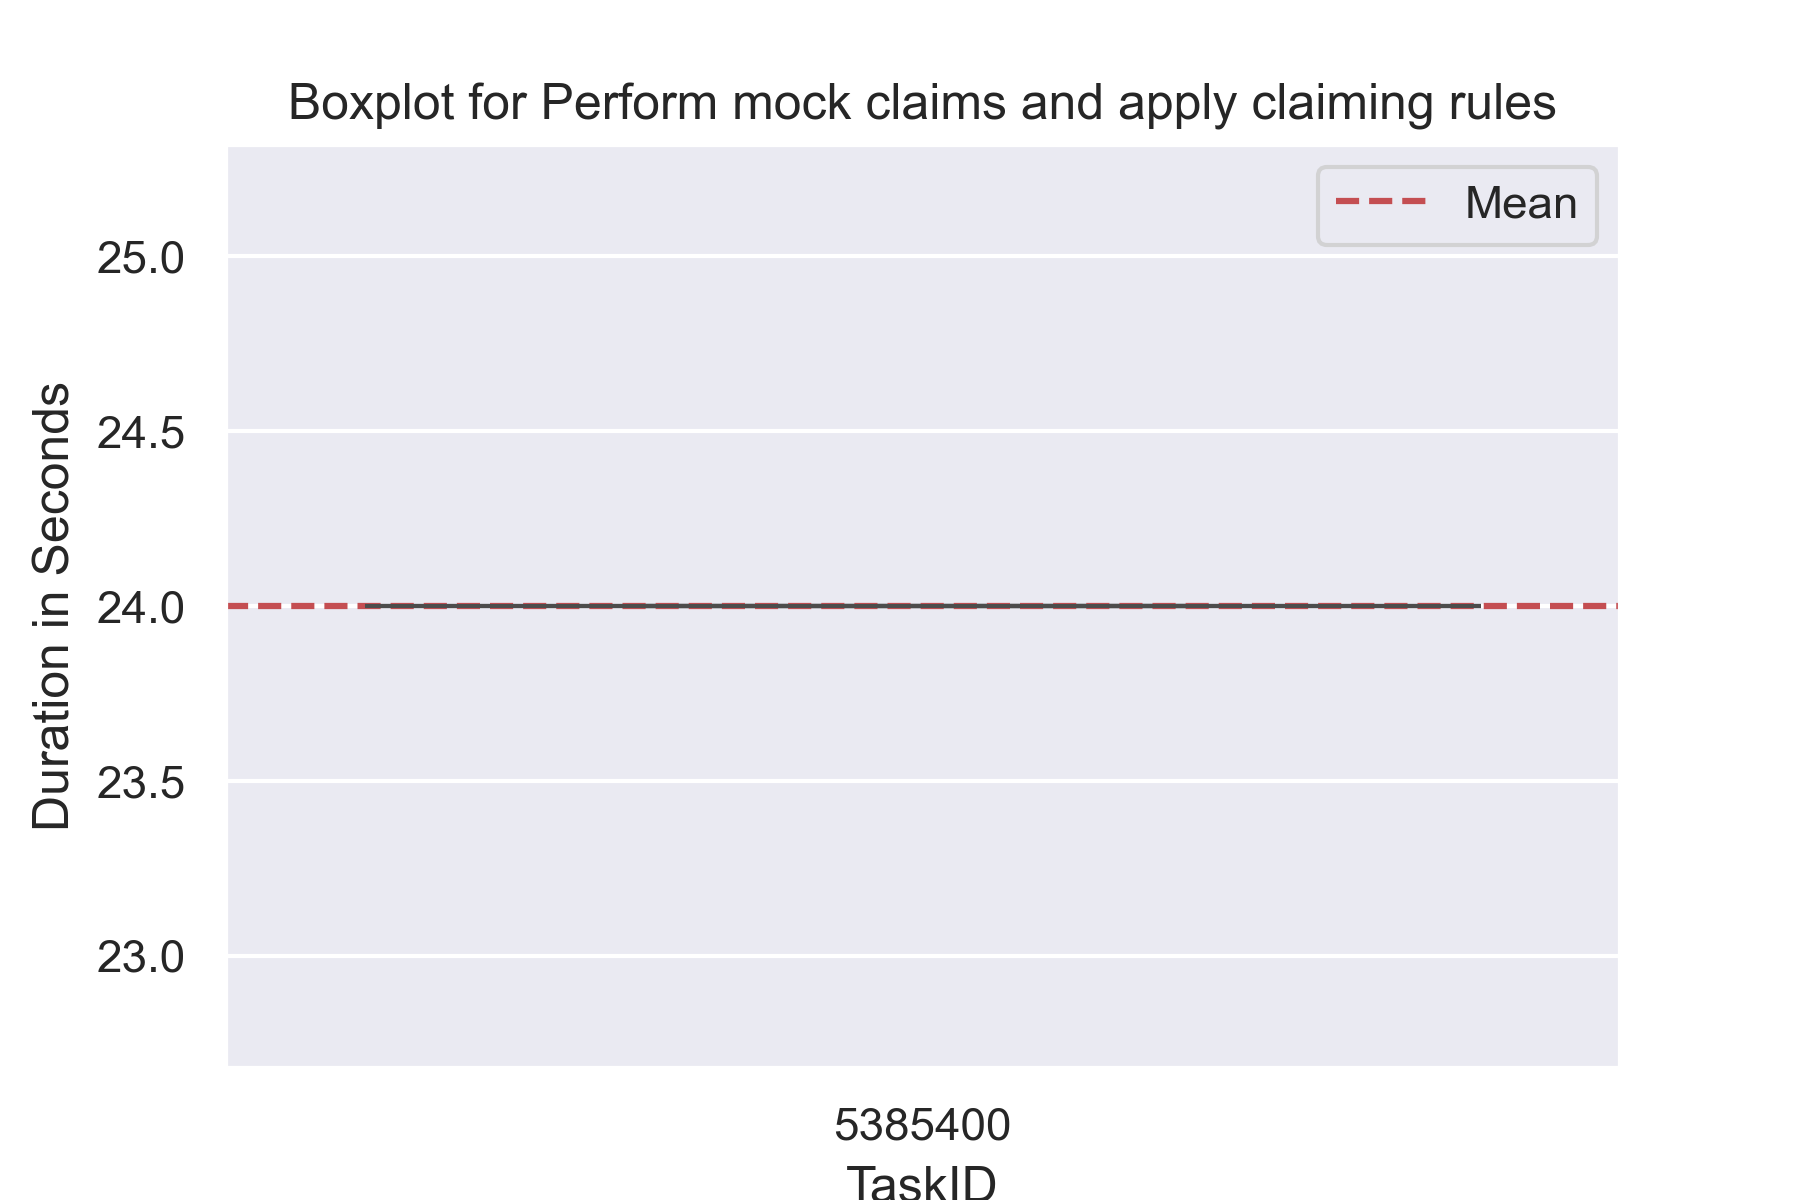 Boxplot for Perform mock claims and apply claiming rules
Mean
25.0
24.5
24.0
23.5
23.0
Duration in Seconds
5385400
TaskID